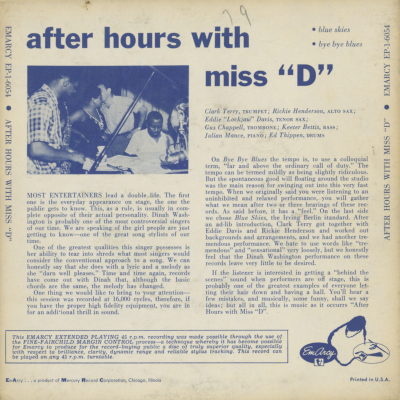 79
after hours with
miss "D"
• blue skies
• bye bye blues
EMARCY EP-1-6054 • AFTER HOURS WITH MISS "D"
Clark Terry, TRUMPET; Richie Henderson, ALTO SAX;
Eddie "Lockjaw" Davis, TENOR SAX;
Gus Chappell, TROMBONE; Keeter Betts, BASS;
Julian Mance, PIANO; Ed Thigpen, DRUMS
MOST ENTERTAINERS lead a double life. The first
one is the everyday appearance on stage, the one the
public gets to know. This, as a rule, is usually in com-
plete opposite of their actual personality. Dinah Wash-
ington is probably one of the most controversial singers
of our time. We are speaking of the girl people are just
getting to know—one of the great song stylists of our
time.
One of the greatest qualities this singer possesses is
her ability to tear into shreds what most singers would
consider the conventional approach to a song. We can
honestly say that she does with a lyric and a melody as
she "darn well pleases." Time and time again, records
have come out with Dinah that, although the basic
chords are the same, the melody has changed.
One thing we would like to bring to your attention—
this session was recorded at 16,000 cycles, therefore, if
you have the proper high fidelity equipment, you are in
for an additional thrill in sound.
On Bye Bye Blues the tempo is, to use a colloquial
term, "far and above the ordinary call of duty." The
tempo can be termed mildly as being slightly ridiculous.
But the spontaneous good will floating around the studio
was the main reason for swinging out into this very fast
tempo. When we originally said you were listening to an
uninhibited and relaxed performance, you will gather
what we mean after two or three hearings of these rec-
ords. As said before, it has a "feel." On the last side
we chose Blue Skies, the Irving Berlin standard. After
an ad-lib introduction, Clark Terry got together with
Eddie Davis and Richie Henderson and worked out
backgrounds and arrangements, and had another tre-
mendous performance. We hate to use words like "tre-
mendous" and "sensational" very loosely, but we honestly
feel that the Dinah Washington performance on these
records leave very little to be desired.
If the listener is interested in getting a "behind the
scenes" sound when performers are off stage, this is
probably one of the greatest examples of everyone let-
ting their hair down and having a ball. You'll hear a
few mistakes, and musically, some funny, shall we say
ideas; but all in all, this is music as it occurs "After
Hours with Miss "D".
EMARCY EP-1-6054 • AFTER HOURS WITH MISS "D"
This EMARCY EXTENDED PLAYING 45 r.p.m. recording was made possible through the use of
the FINE-FAIRCHILD MARGIN CONTROL process—a technique whereby it has become possible
for Emarcy to produce for the record-buying public a disc of truly superior quality, especially
with respect to brilliance, clarity, dynamic range and reliable stylus tracking. This record can
be played on any 45 r.p.m. turntable.
EmArcy
EmArcy . . . a product of Mercury Record Corporation, Chicago, Illinois
Printed in U.S.A.